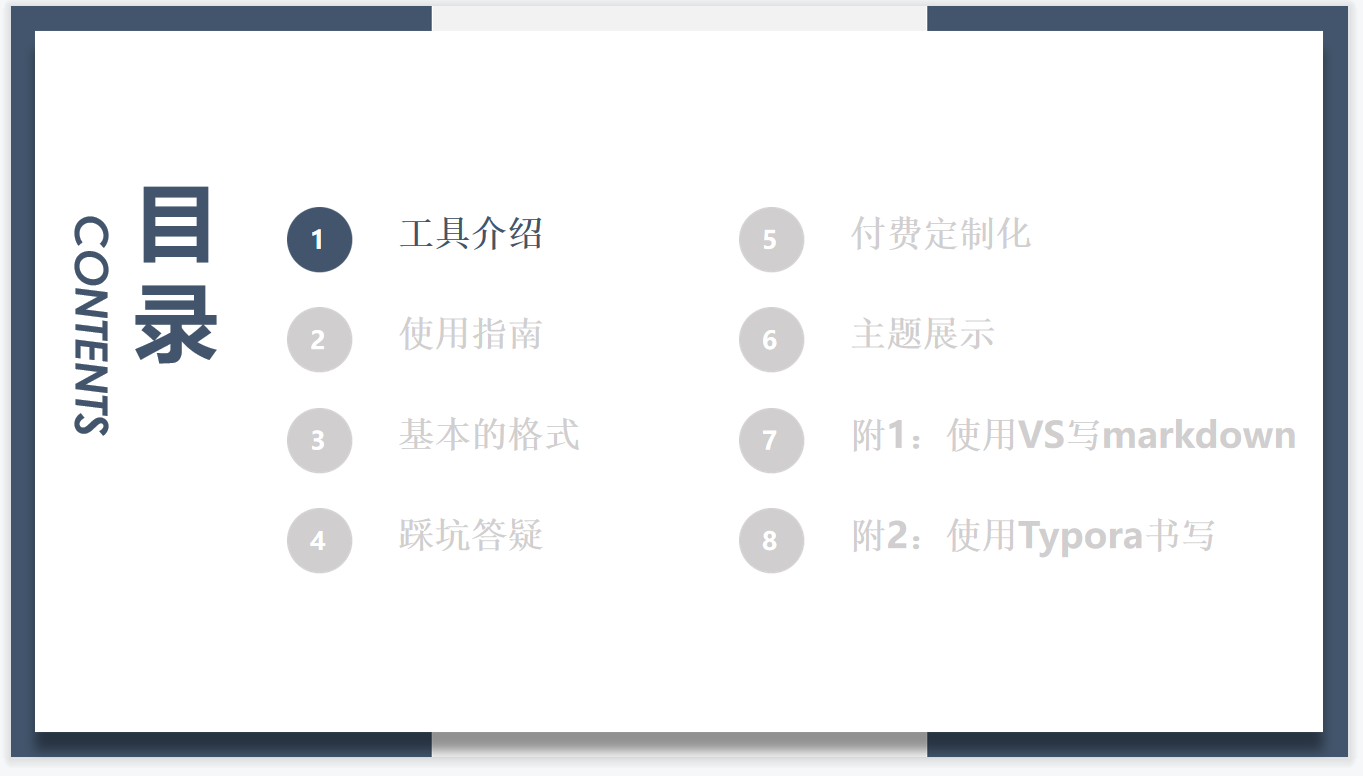 目录
CONTENTS
1 工具介绍
2 使用指南
3 基本的格式
4 踩坑答疑
5 付费定制化
6 主题展示
7 附1：使用VS写markdown
8 附2：使用Typora书写